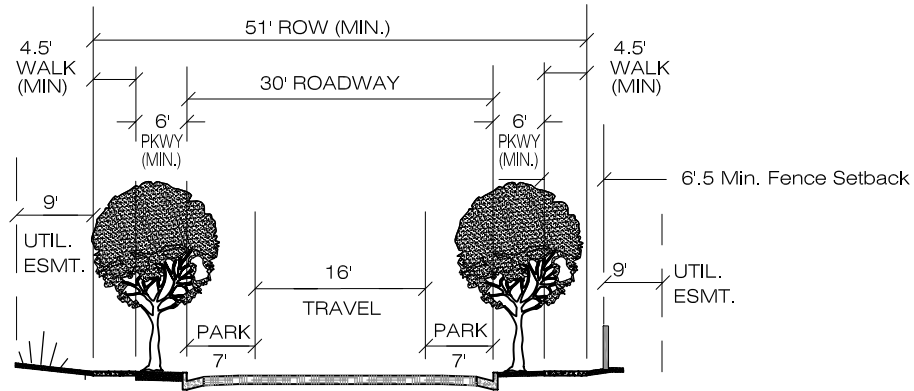 51' ROW (MIN.)
4.5'
WALK
(MIN)
4.5'
WALK
(MIN)
30' ROADWAY
6'
PKWY
(MIN.)
6'
PKWY
(MIN.)
6'.5 Min. Fence Setback
9'
UTIL.
ESMT.
16'
TRAVEL
9'
UTIL.
ESMT.
PARK
7'
PARK
7'